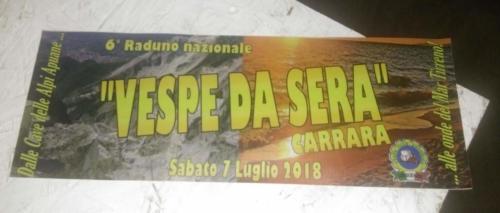 6° Raduno nazionale
"VESPE DA SERA"
CARRARA
Sabato 7 Luglio 2018
Dalle Cave delle Alpi Apuane ...
... alle onde del Mar Tirreno!